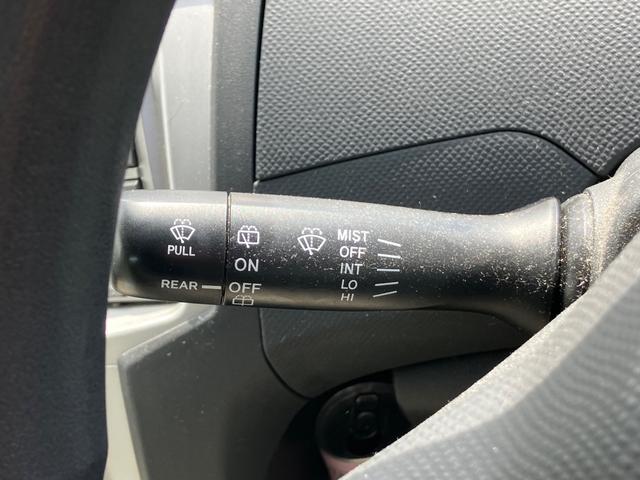 PULL
REAR
ON
OFF
MIST
OFF
INT
LO
HI